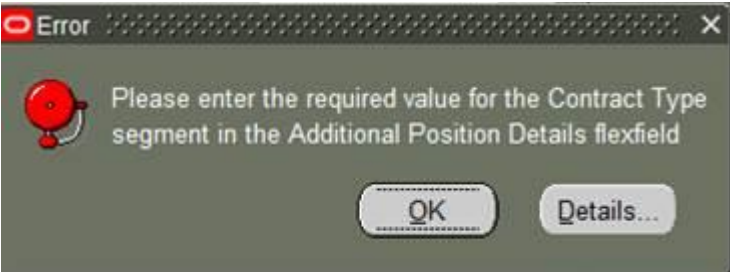 Error
Please enter the required value for the Contract Type
segment in the Additional Position Details flexfield
OK
Details...